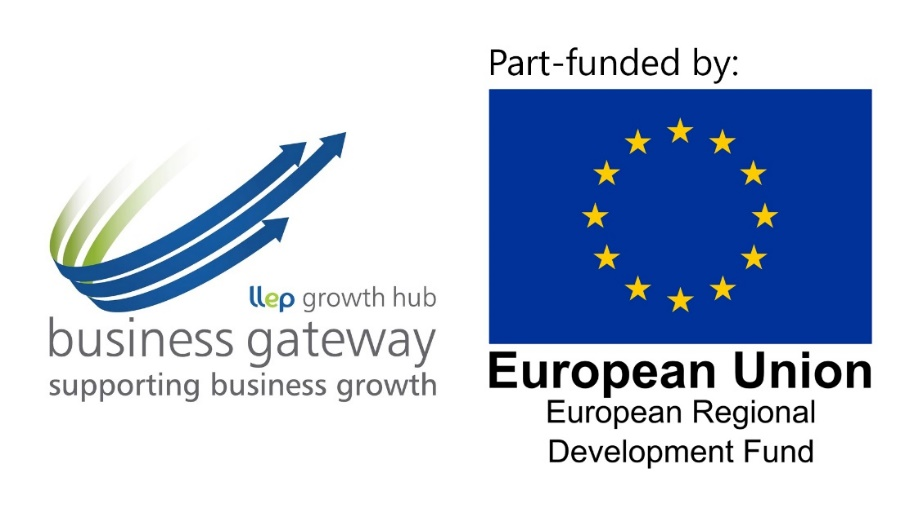 llep growth hub
business gateway
supporting business growth
Part-funded by:
European Union
European Regional
Development Fund